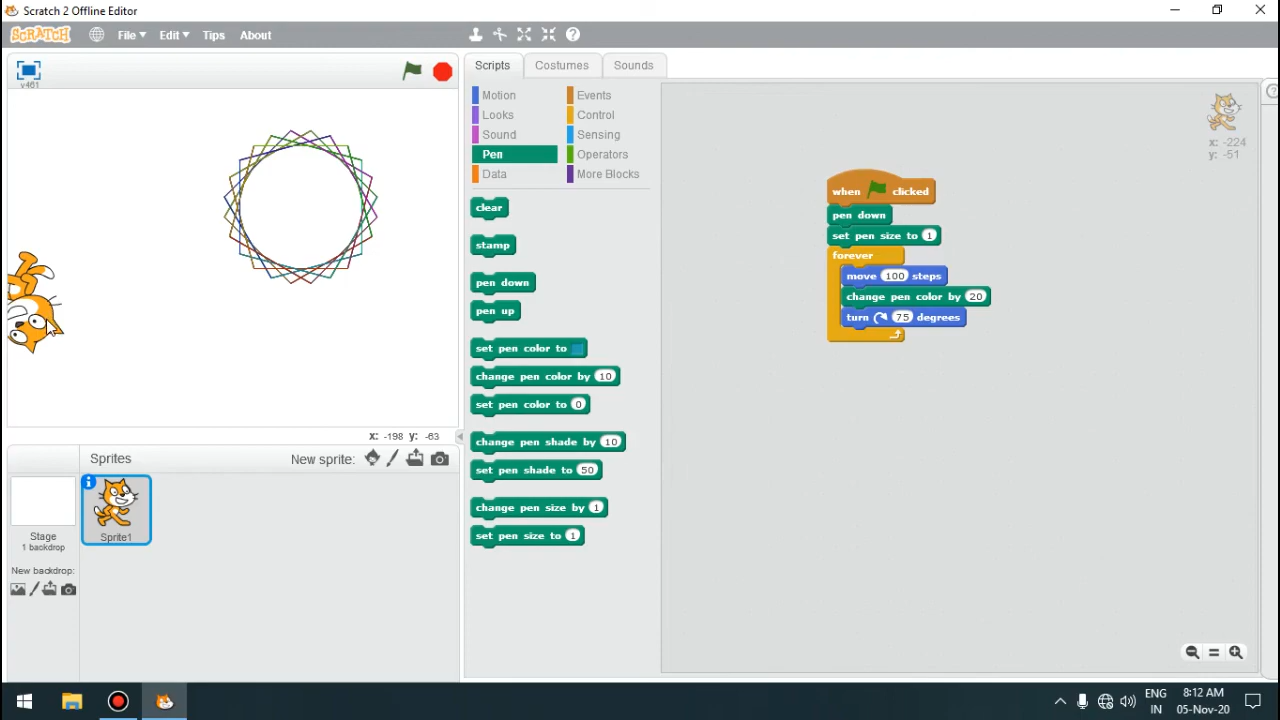 Scratch 2 Offline Editor
SCRATCH File Edit Tips About
v461
Scripts Costumes Sounds
Motion Events
Looks Control
Sound Sensing
Pen Operators
Data More Blocks
clear
stamp
pen down
pen up
set pen color to
change pen color by 10
set pen color to 0
change pen shade by 10
set pen shade to 50
change pen size by 1
set pen size to 1
x: -224
y: -51
when clicked
pen down
set pen size to 1
forever
move 100 steps
change pen color by 20
turn 75 degrees
x: -198 y: -63
Sprites New sprite:
Stage
1 backdrop
New backdrop:
Sprite1
ENG
IN
8:12 AM
05-Nov-20